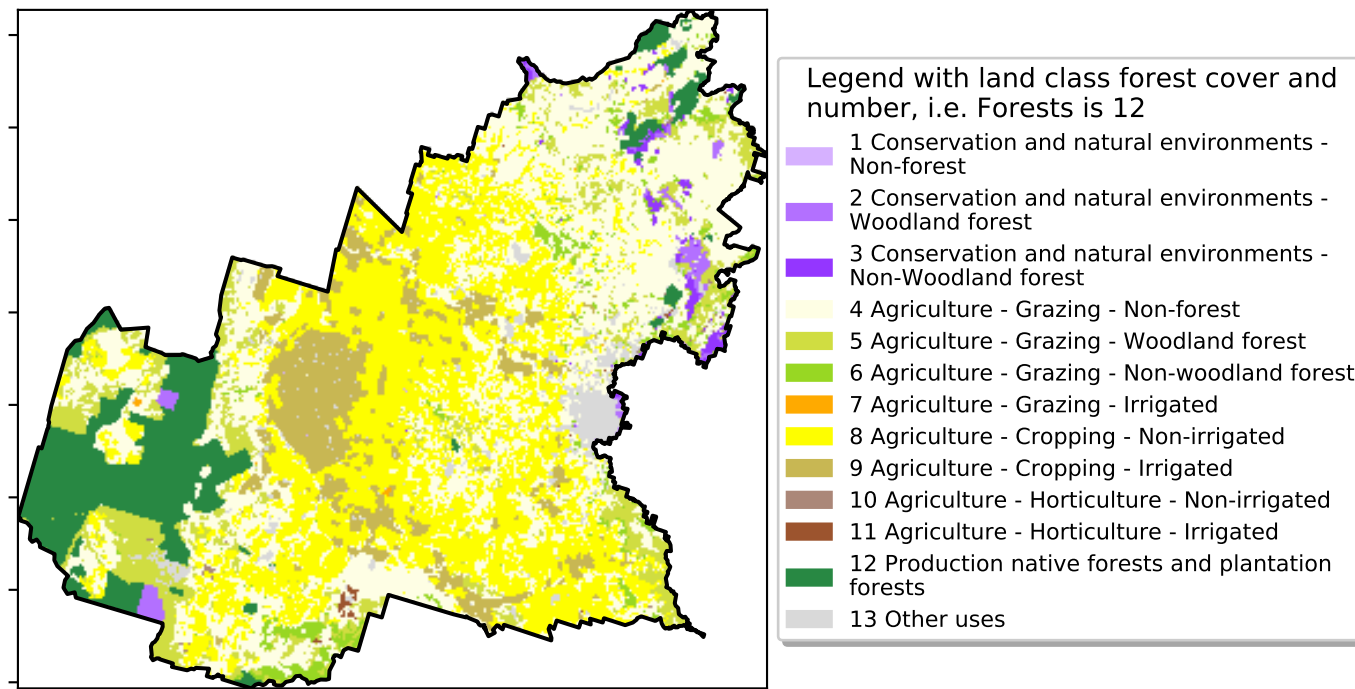 Legend with land class forest cover and
number, i.e. Forests is 12
1 Conservation and natural environments -
Non-forest
2 Conservation and natural environments -
Woodland forest
3 Conservation and natural environments -
Non-Woodland forest
4 Agriculture - Grazing - Non-forest
5 Agriculture - Grazing - Woodland forest
6 Agriculture - Grazing - Non-woodland forest
7 Agriculture - Grazing - Irrigated
8 Agriculture - Cropping - Non-irrigated
9 Agriculture - Cropping - Irrigated
10 Agriculture - Horticulture - Non-irrigated
11 Agriculture - Horticulture - Irrigated
12 Production native forests and plantation
forests
13 Other uses